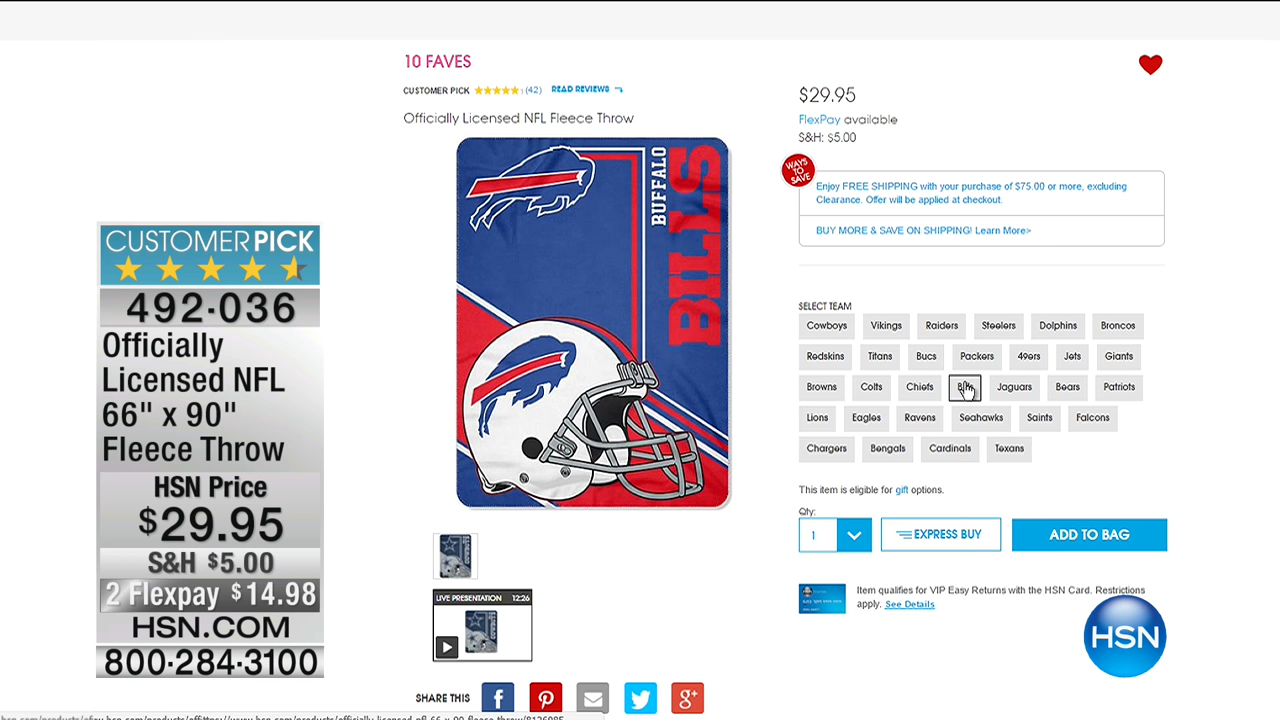 10 FAVES
CUSTOMER PICK (42) READ REVIEWS
Officially Licensed NFL Fleece Throw
BUFFALO
BILLS
$29.95
FlexPay available
S&H: $5.00
WAYS
TO
SAVE
Enjoy FREE SHIPPING with your purchase of $75.00 or more, excluding
Clearance. Offer will be applied at checkout.
BUY MORE & SAVE ON SHIPPING! Learn More>
CUSTOMER PICK
492-036
Officially
Licensed NFL
66" x 90"
Fleece Throw
HSN Price
$29.95
S&H $5.00
2 Flexpay $14.98
HSN.COM
800-284-3100
SELECT TEAM
Cowboys Vikings Raiders Steelers Dolphins Broncos
Redskins Titans Bucs Packers 49ers Jets Giants
Browns Colts Chiefs Jaguars Bears Patriots
Lions Eagles Ravens Seahawks Saints Falcons
Chargers Bengals Cardinals Texans
This item is eligible for gift options.
Qty:
1 EXPRESS BUY ADD TO BAG
Item qualifies for VIP Easy Returns with the HSN Card. Restrictions
apply. See Details
HSN
LIVE PRESENTATION 12:26
SHARE THIS